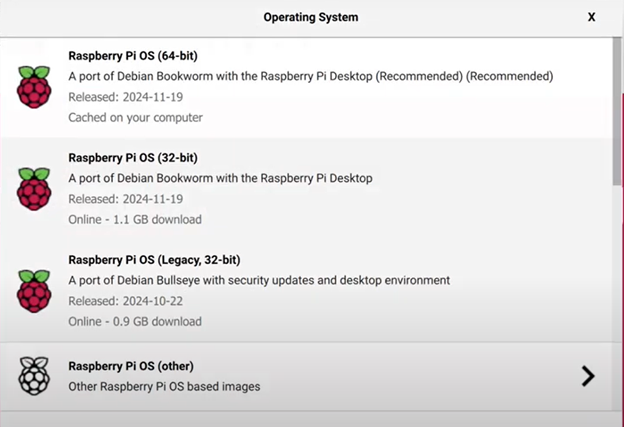 Operating System
X
Raspberry Pi OS (64-bit)
A port of Debian Bookworm with the Raspberry Pi Desktop (Recommended) (Recommended)
Released: 2024-11-19
Cached on your computer
Raspberry Pi OS (32-bit)
A port of Debian Bookworm with the Raspberry Pi Desktop
Released: 2024-11-19
Online - 1.1 GB download
Raspberry Pi OS (Legacy, 32-bit)
A port of Debian Bullseye with security updates and desktop environment
Released: 2024-10-22
Online - 0.9 GB download
Raspberry Pi OS (other)
Other Raspberry Pi OS based images